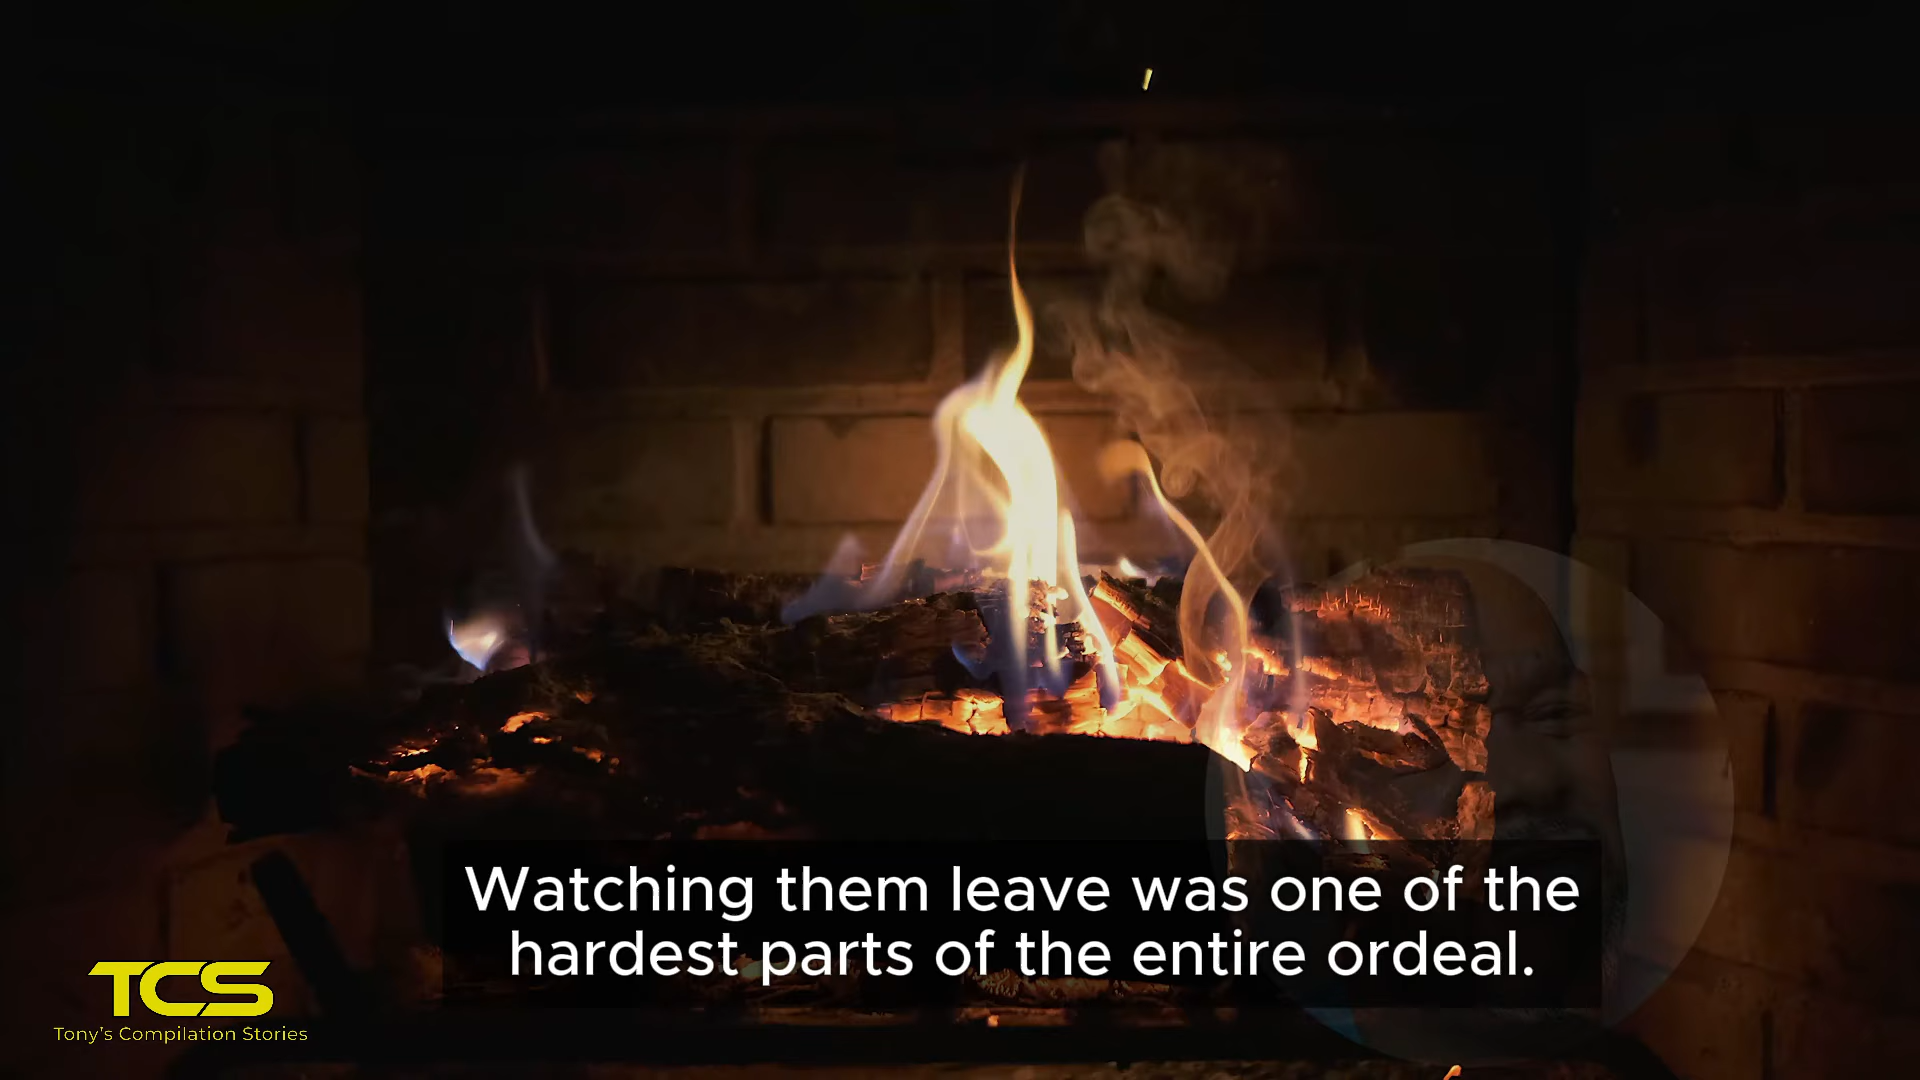 Watching them leave was one of the
hardest parts of the entire ordeal.
TCS
Tony's Compilation Stories